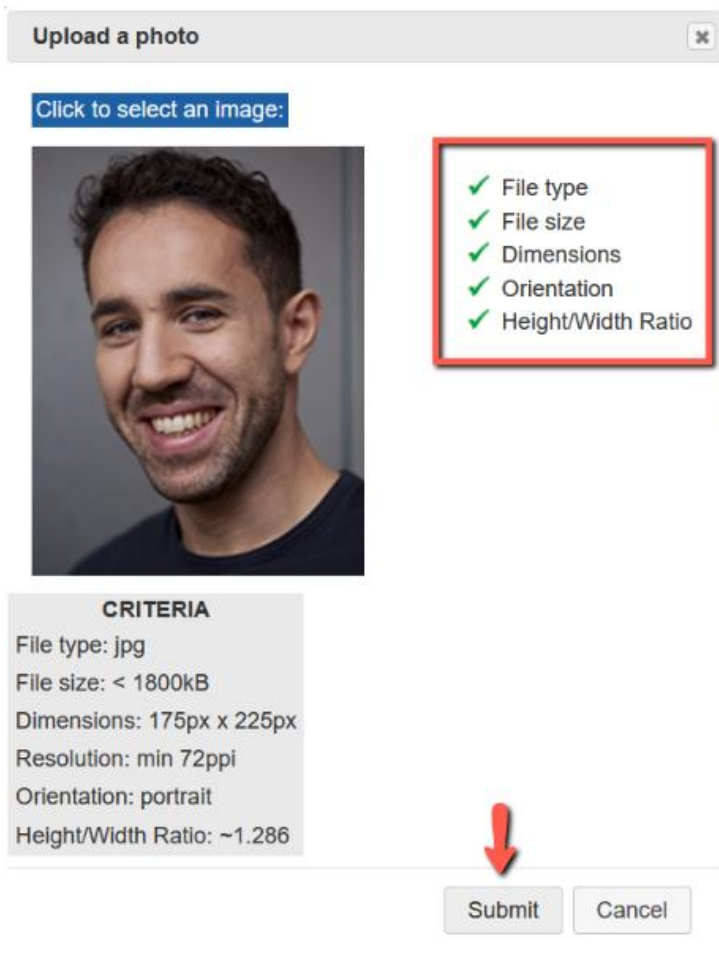 Upload a photo
Click to select an image:
File type
File size
Dimensions
Orientation
Height/Width Ratio
CRITERIA
File type: jpg
File size: < 1800kB
Dimensions: 175px x 225px
Resolution: min 72ppi
Orientation: portrait
Height/Width Ratio: ~1.286
Submit
Cancel